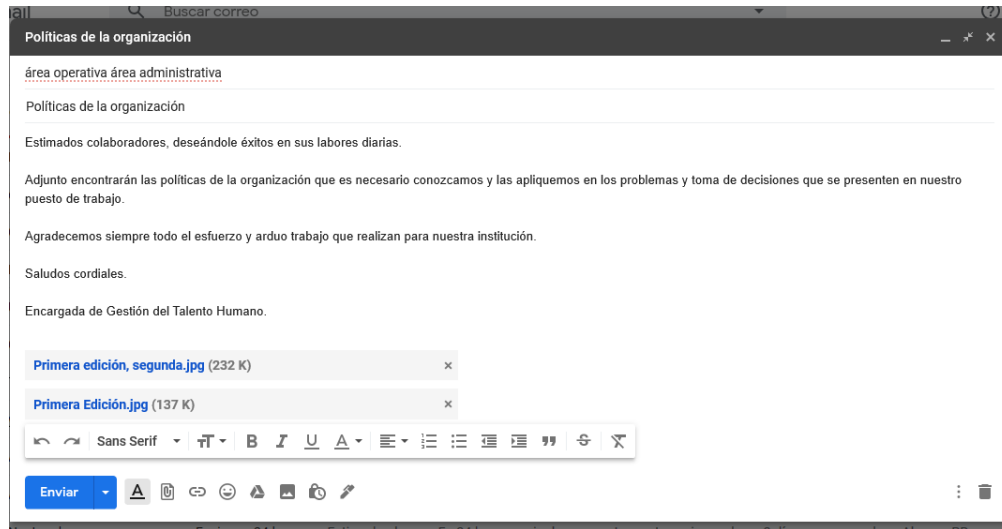 ail Buscar correo
Políticas de la organización
área operativa área administrativa
Políticas de la organización
Estimados colaboradores, deseándole éxitos en sus labores diarias.
Adjunto encontrarán las políticas de la organización que es necesario conozcamos y las apliquemos en los problemas y toma de decisiones que se presenten en nuestro
puesto de trabajo.
Agradecemos siempre todo el esfuerzo y arduo trabajo que realizan para nuestra institución.
Saludos cordiales.
Encargada de Gestión del Talento Humano.
Primera edición, segunda.jpg (232 K)
Primera Edición.jpg (137 K)
Sans Serif
Enviar